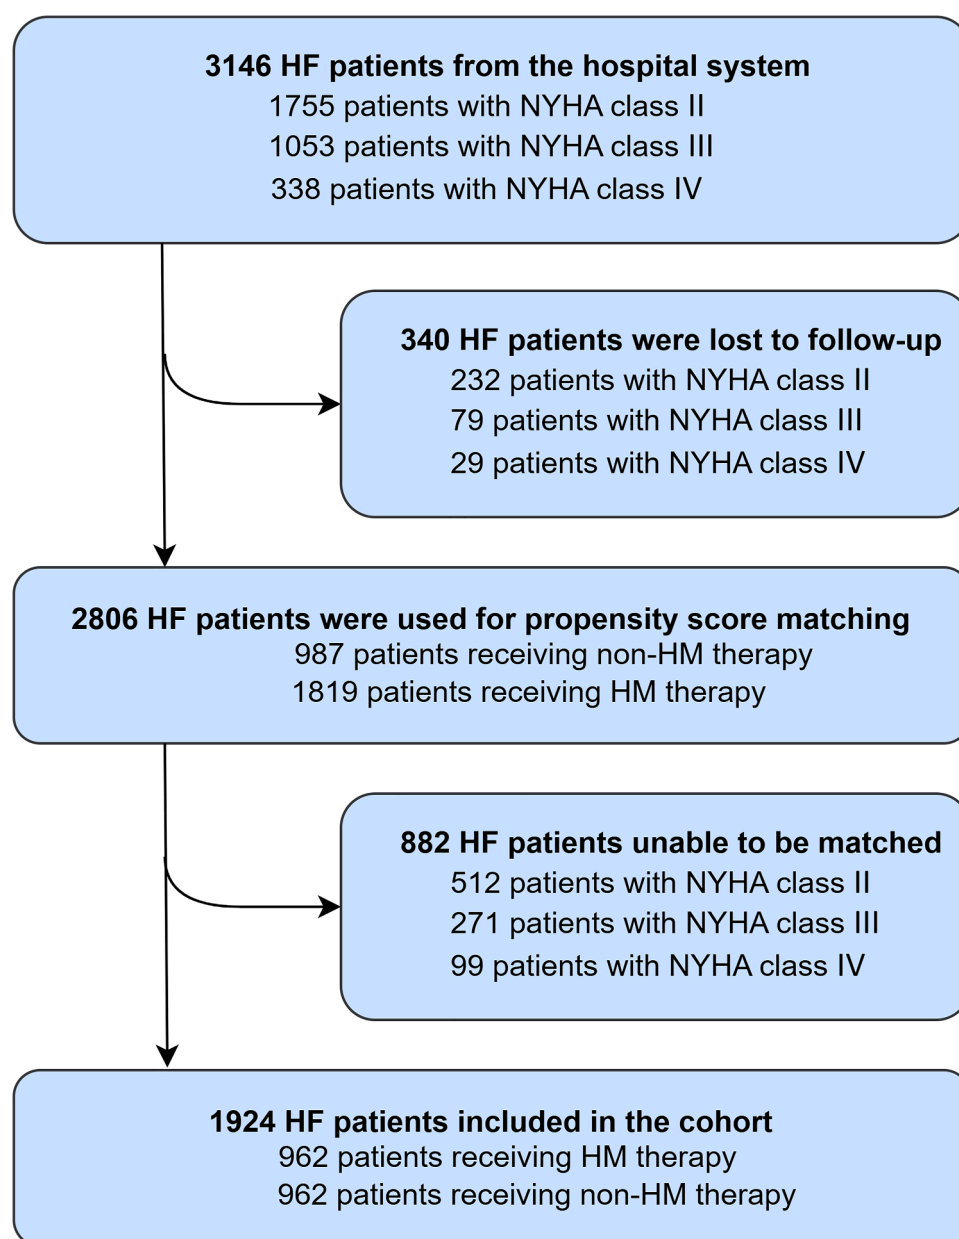 3146 HF patients from the hospital system
1755 patients with NYHA class II
1053 patients with NYHA class III
338 patients with NYHA class IV
340 HF patients were lost to follow-up
232 patients with NYHA class II
79 patients with NYHA class III
29 patients with NYHA class IV
2806 HF patients were used for propensity score matching
987 patients receiving non-HM therapy
1819 patients receiving HM therapy
882 HF patients unable to be matched
512 patients with NYHA class II
271 patients with NYHA class III
99 patients with NYHA class IV
1924 HF patients included in the cohort
962 patients receiving HM therapy
962 patients receiving non-HM therapy